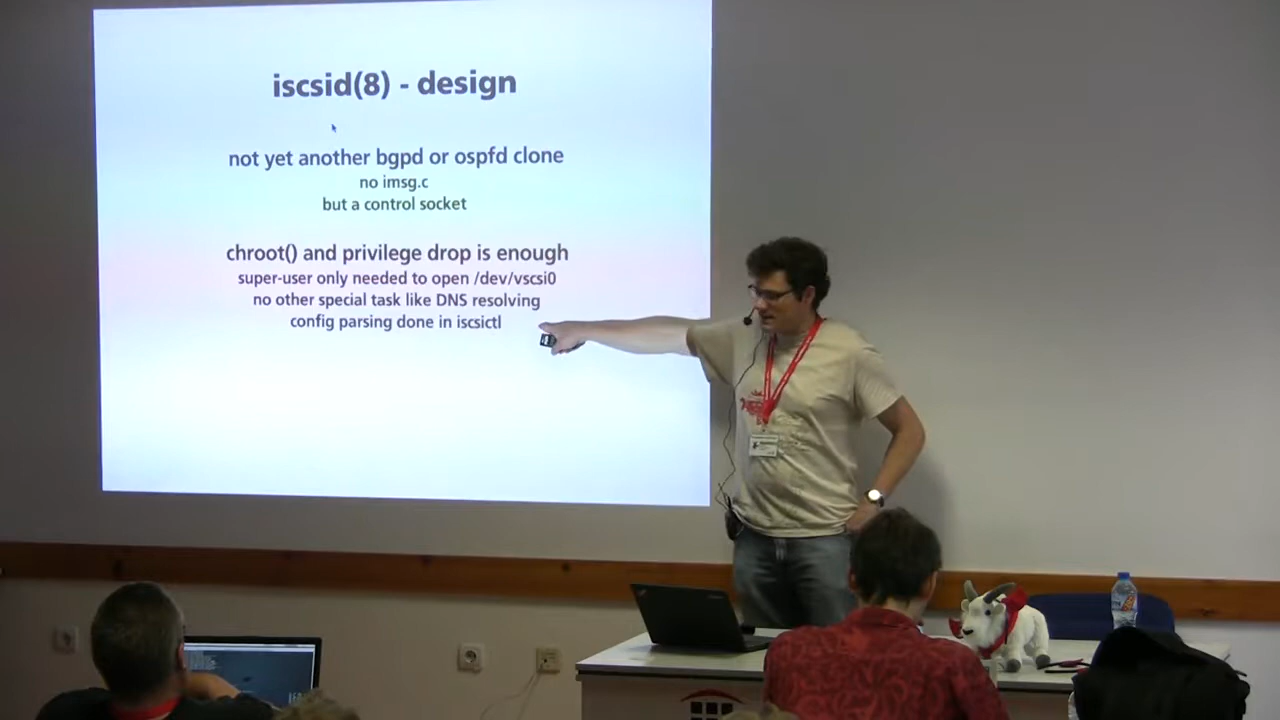 iscsid(8) - design
not yet another bgpd or ospfd clone
no imsg.c
but a control socket
chroot() and privilege drop is enough
super-user only needed to open /dev/vscsi0
no other special task like DNS resolving
config parsing done in iscsictl